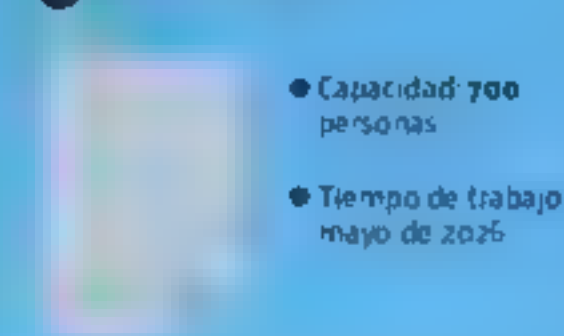 Capacidad: 700
personas
Tiempo de trabajo
mayo de 2026